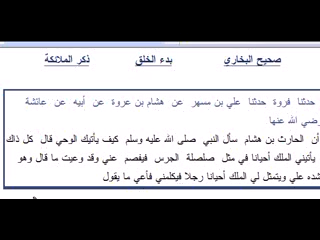 صحيح البخاري بدء الخلق ذكر الملائكة
حدثنا فروة حدثنا علي بن مسهر عن هشام بن عروة عن أبيه عن عائشة
رضي الله عنها
أن الحارث بن هشام سأل النبي صلى الله عليه وسلم كيف يأتيك الوحي قال كل ذاك
يأتيني الملك أحيانا في مثل صلصلة الجرس فيفصم عني وقد وعيت ما قال وهو
أشده علي ويتمثل لي الملك أحيانا رجلا فيكلمني فأعي ما يقول